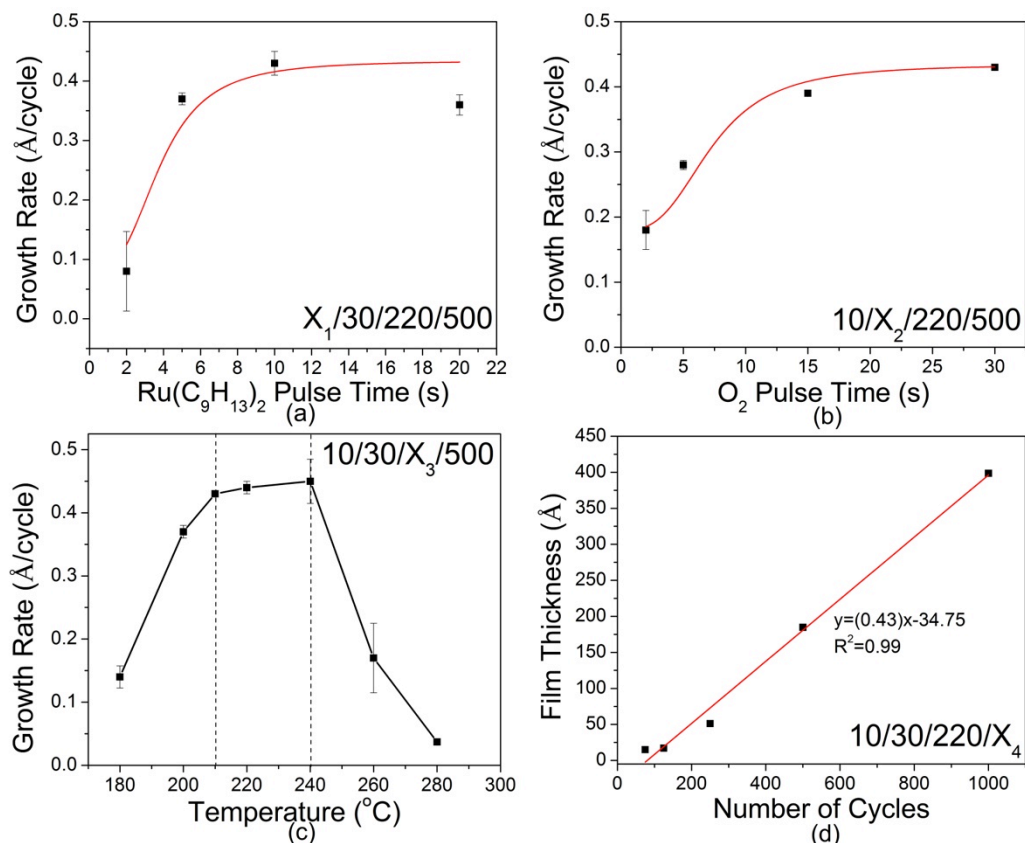 0.5
0.4
0.3
0.2
0.1
0.0
Growth Rate (Å/cycle)
X₁/30/220/500
0 2 4 6 8 10 12 14 16 18 20 22
Ru(C₉H₁₃)₂ Pulse Time (s)
(a)
0.5
0.4
0.3
0.2
0.1
0.0
Growth Rate (Å/cycle)
10/X₂/220/500
0 5 10 15 20 25 30
O₂ Pulse Time (s)
(b)
0.5
0.4
0.3
0.2
0.1
0.0
Growth Rate (Å/cycle)
10/30/X₃/500
180 200 220 240 260 280 300
Temperature (°C)
(c)
450
400
350
300
250
200
150
100
50
0
Film Thickness (Å)
y=(0.43)x-34.75
R²=0.99
10/30/220/X₄
0 200 400 600 800 1000
Number of Cycles
(d)